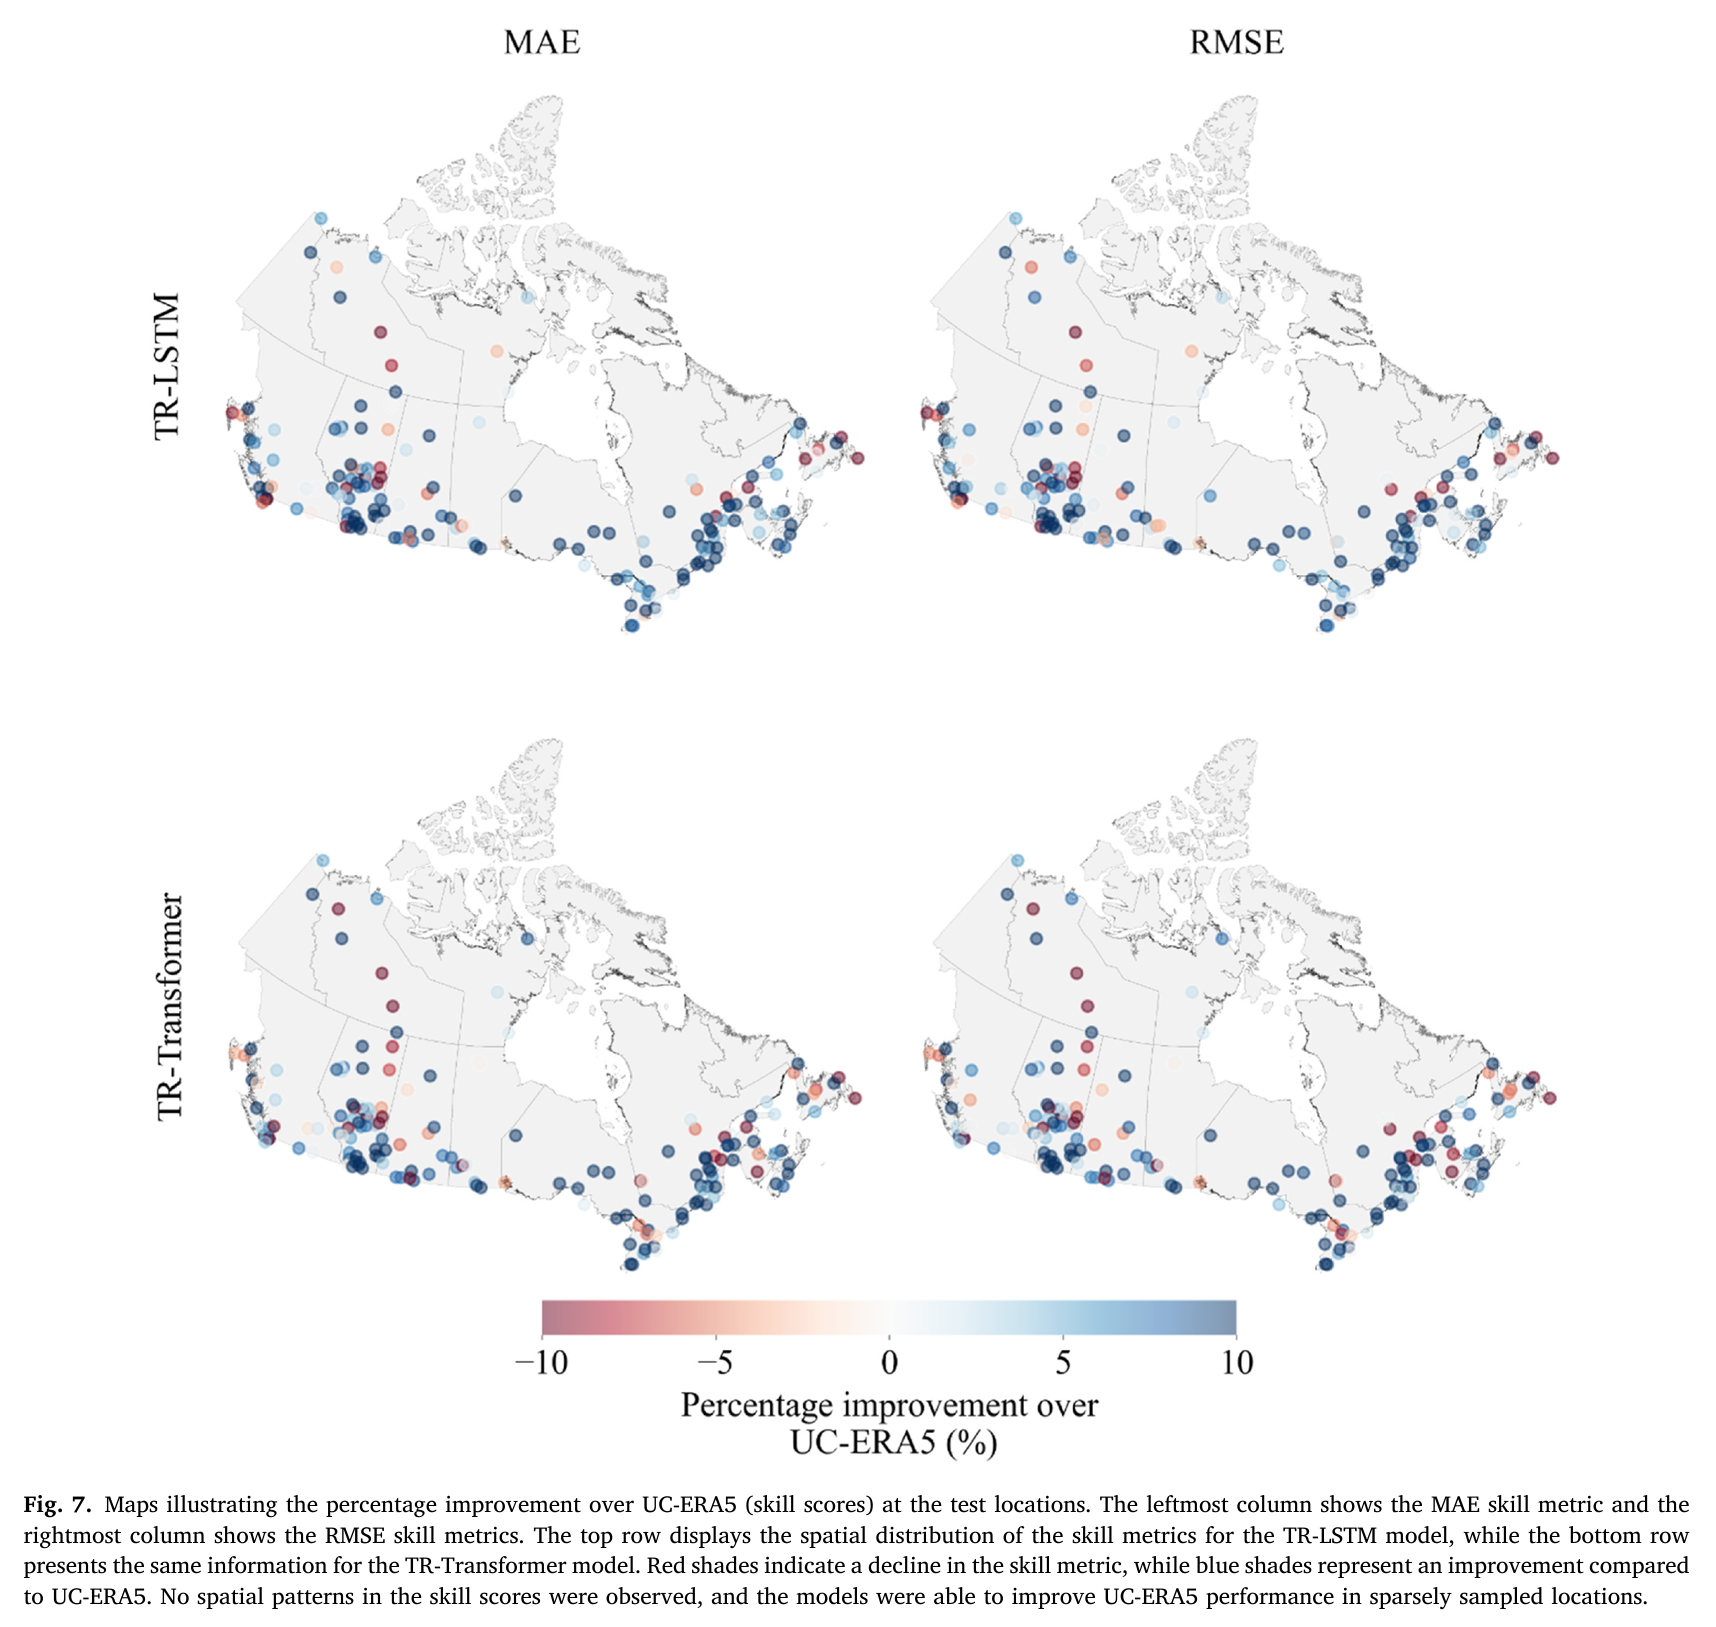 MAE
RMSE
TR-LSTM
TR-Transformer
−10
−5
0
5
10
Percentage improvement over
UC-ERA5 (%)
Fig. 7. Maps illustrating the percentage improvement over UC-ERA5 (skill scores) at the test locations. The leftmost column shows the MAE skill metric and the
rightmost column shows the RMSE skill metrics. The top row displays the spatial distribution of the skill metrics for the TR-LSTM model, while the bottom row
presents the same information for the TR-Transformer model. Red shades indicate a decline in the skill metric, while blue shades represent an improvement compared
to UC-ERA5. No spatial patterns in the skill scores were observed, and the models were able to improve UC-ERA5 performance in sparsely sampled locations.